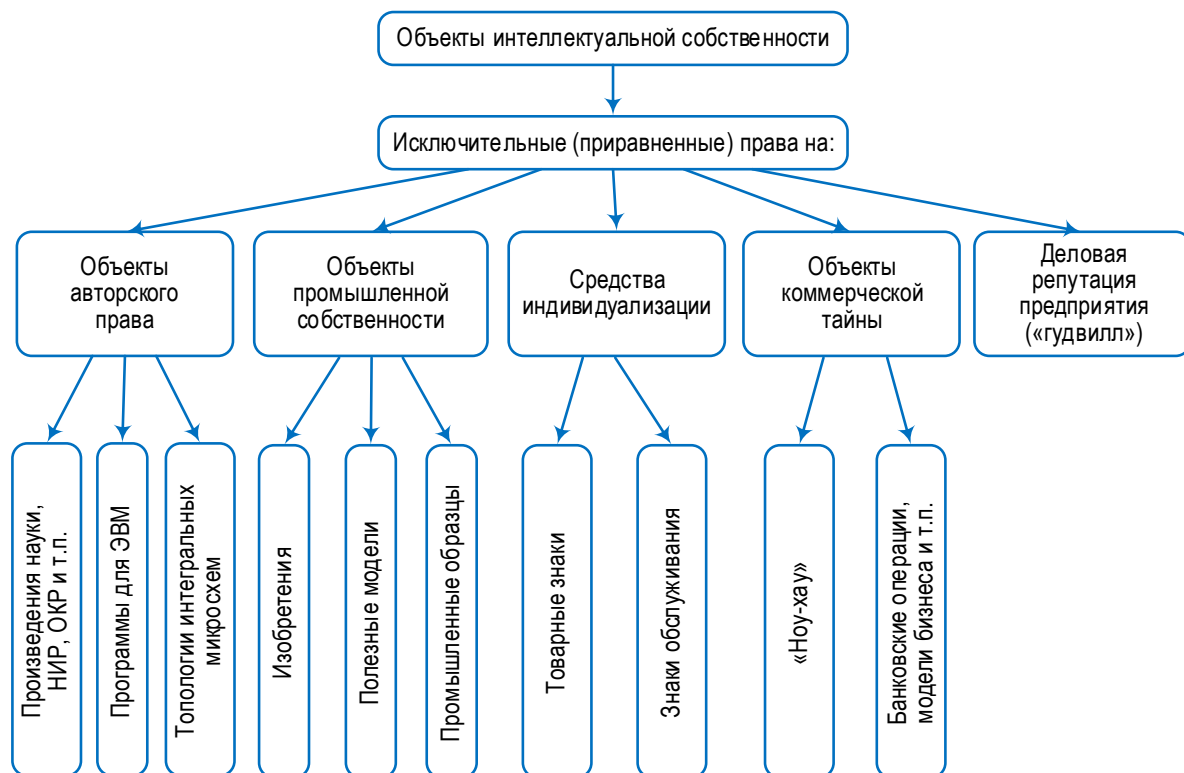 Объекты интеллектуальной собственности
Исключительные (приравненные) права на:
Объекты
авторского
права
Объекты
промышленной
собственности
Средства
индивидуализации
Объекты
коммерческой
тайны
Деловая
репутация
предприятия
(«гудвилл»)
Произведения науки,
НИР, ОКР и т.п.
Программы для ЭВМ
Топологии интегральных
микросхем
Изобретения
Полезные модели
Промышленные образцы
Товарные знаки
Знаки обслуживания
«Ноу-хау»
Банковские операции,
модели бизнеса и т.п.